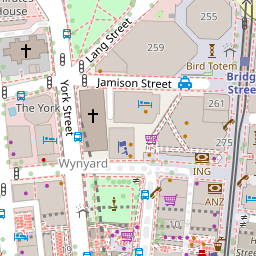 House
255
259
Lang Street
Bird Totem
Jamison Street
Bridge
Street
The York
York Street
261
275
Wynyard
ING
ANZ
10